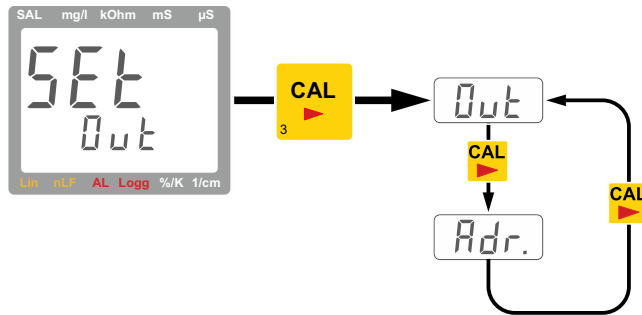 SAL mg/l kOhm mS µS
SEt
Out
Lin nLF AL Logg %/K 1/cm
CAL
3
Out
CAL
Adr.
CAL